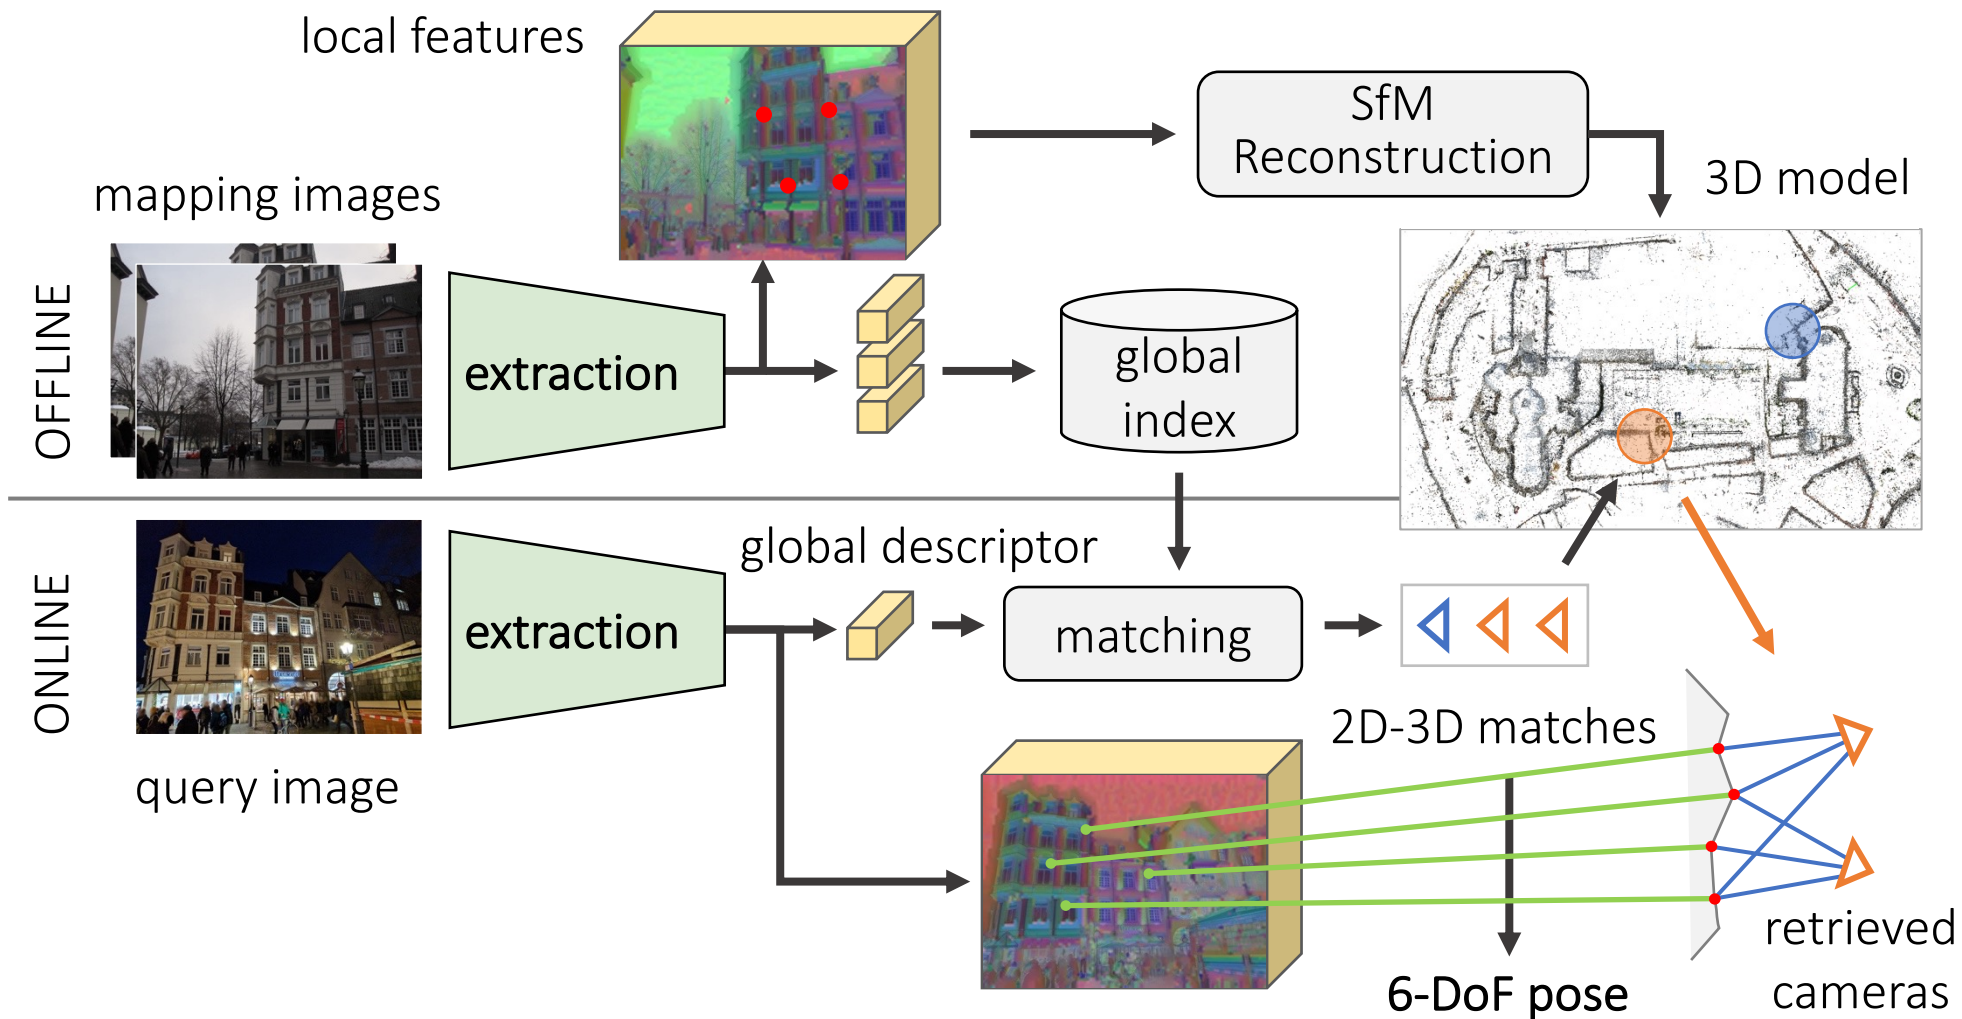 local features
SfM
Reconstruction
3D model
mapping images
OFFLINE
extraction
global
index
ONLINE
extraction
global descriptor
matching
query image
2D-3D matches
6-DoF pose
retrieved
cameras